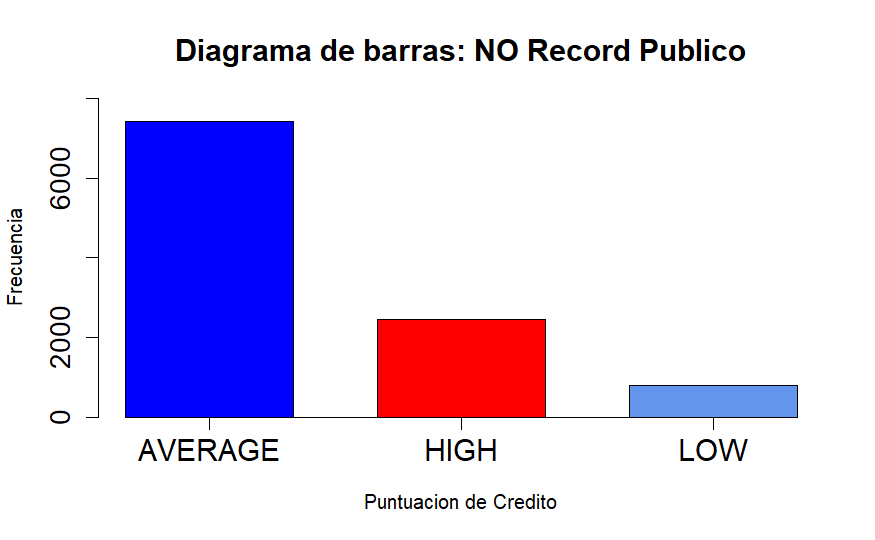 Diagrama de barras: NO Record Publico
Frecuencia
6000
2000
0
AVERAGE HIGH LOW
Puntuacion de Credito